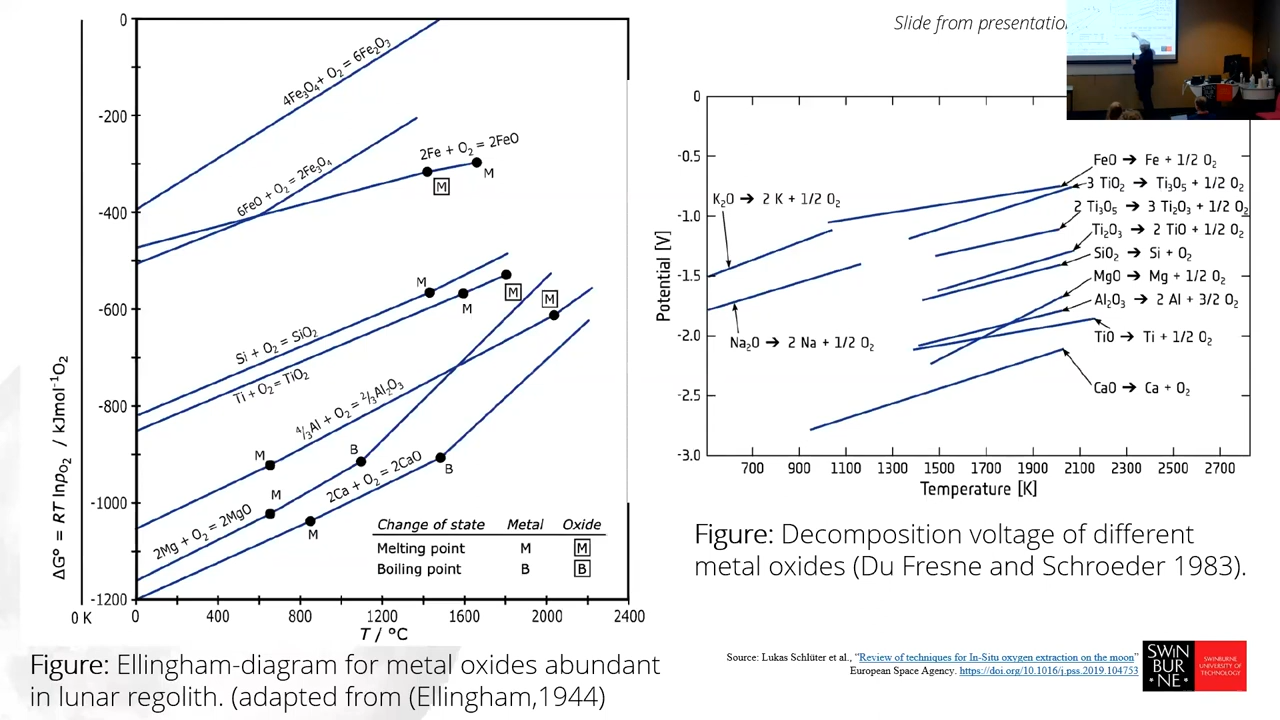 Slide from presentation
0
-200
-400
-600
-800
-1000
-1200
0 K
0
400
800
1200
1600
2000
2400
T / °C
ΔG° = RT lnpO₂ / kJmol⁻¹O₂
4Fe₃O₄ + O₂ = 6Fe₂O₃
2Fe + O₂ = 2FeO
M
M
6FeO + O₂ = 2Fe₃O₄
M
M
M
M
Si + O₂ = SiO₂
Ti + O₂ = TiO₂
4/3Al + O₂ = 2/3Al₂O₃
M
B
M
2Ca + O₂ = 2CaO
B
2Mg + O₂ = 2MgO
M
Change of state Metal Oxide
Melting point M M
Boiling point B B
Figure: Ellingham-diagram for metal oxides abundant
in lunar regolith. (adapted from (Ellingham,1944)
0
-0.5
-1.0
-1.5
-2.0
-2.5
-3.0
Potential [V]
700
900
1100
1300
1500
1700
1900
2100
2300
2500
2700
Temperature [K]
K₂O → 2 K + 1/2 O₂
Na₂O → 2 Na + 1/2 O₂
FeO → Fe + 1/2 O₂
3 TiO₂ → Ti₃O₅ + 1/2 O₂
2 Ti₃O₅ → 3 Ti₂O₃ + 1/2 O₂
Ti₂O₃ → 2 TiO + 1/2 O₂
SiO₂ → Si + O₂
MgO → Mg + 1/2 O₂
Al₂O₃ → 2 Al + 3/2 O₂
TiO → Ti + 1/2 O₂
CaO → Ca + O₂
Figure: Decomposition voltage of different
metal oxides (Du Fresne and Schroeder 1983).
Source: Lukas Schlüter et al., “Review of techniques for In-Situ oxygen extraction on the moon”
European Space Agency. https://doi.org/10.1016/j.pss.2019.104753
SWIN
BUR
NE
SWINBURNE
UNIVERSITY OF
TECHNOLOGY